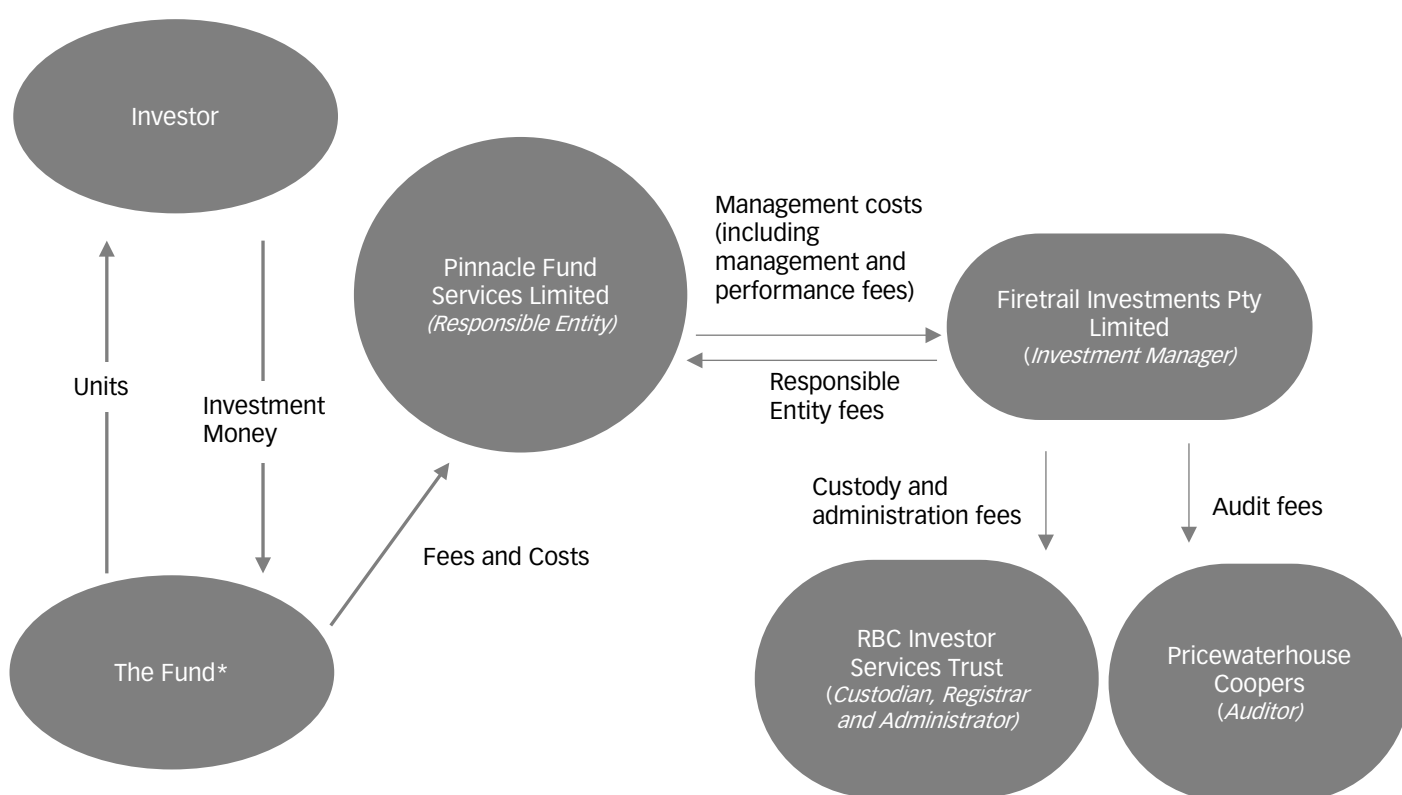 Investor
Pinnacle Fund
Services Limited
(Responsible Entity)
Management costs
(including
management and
performance fees)
Firetrail Investments Pty
Limited
(Investment Manager)
Units
Investment
Money
Responsible
Entity fees
Custody and
administration fees
Audit fees
Fees and Costs
The Fund*
RBC Investor
Services Trust
(Custodian, Registrar
and Administrator)
Pricewaterhouse
Coopers
(Auditor)